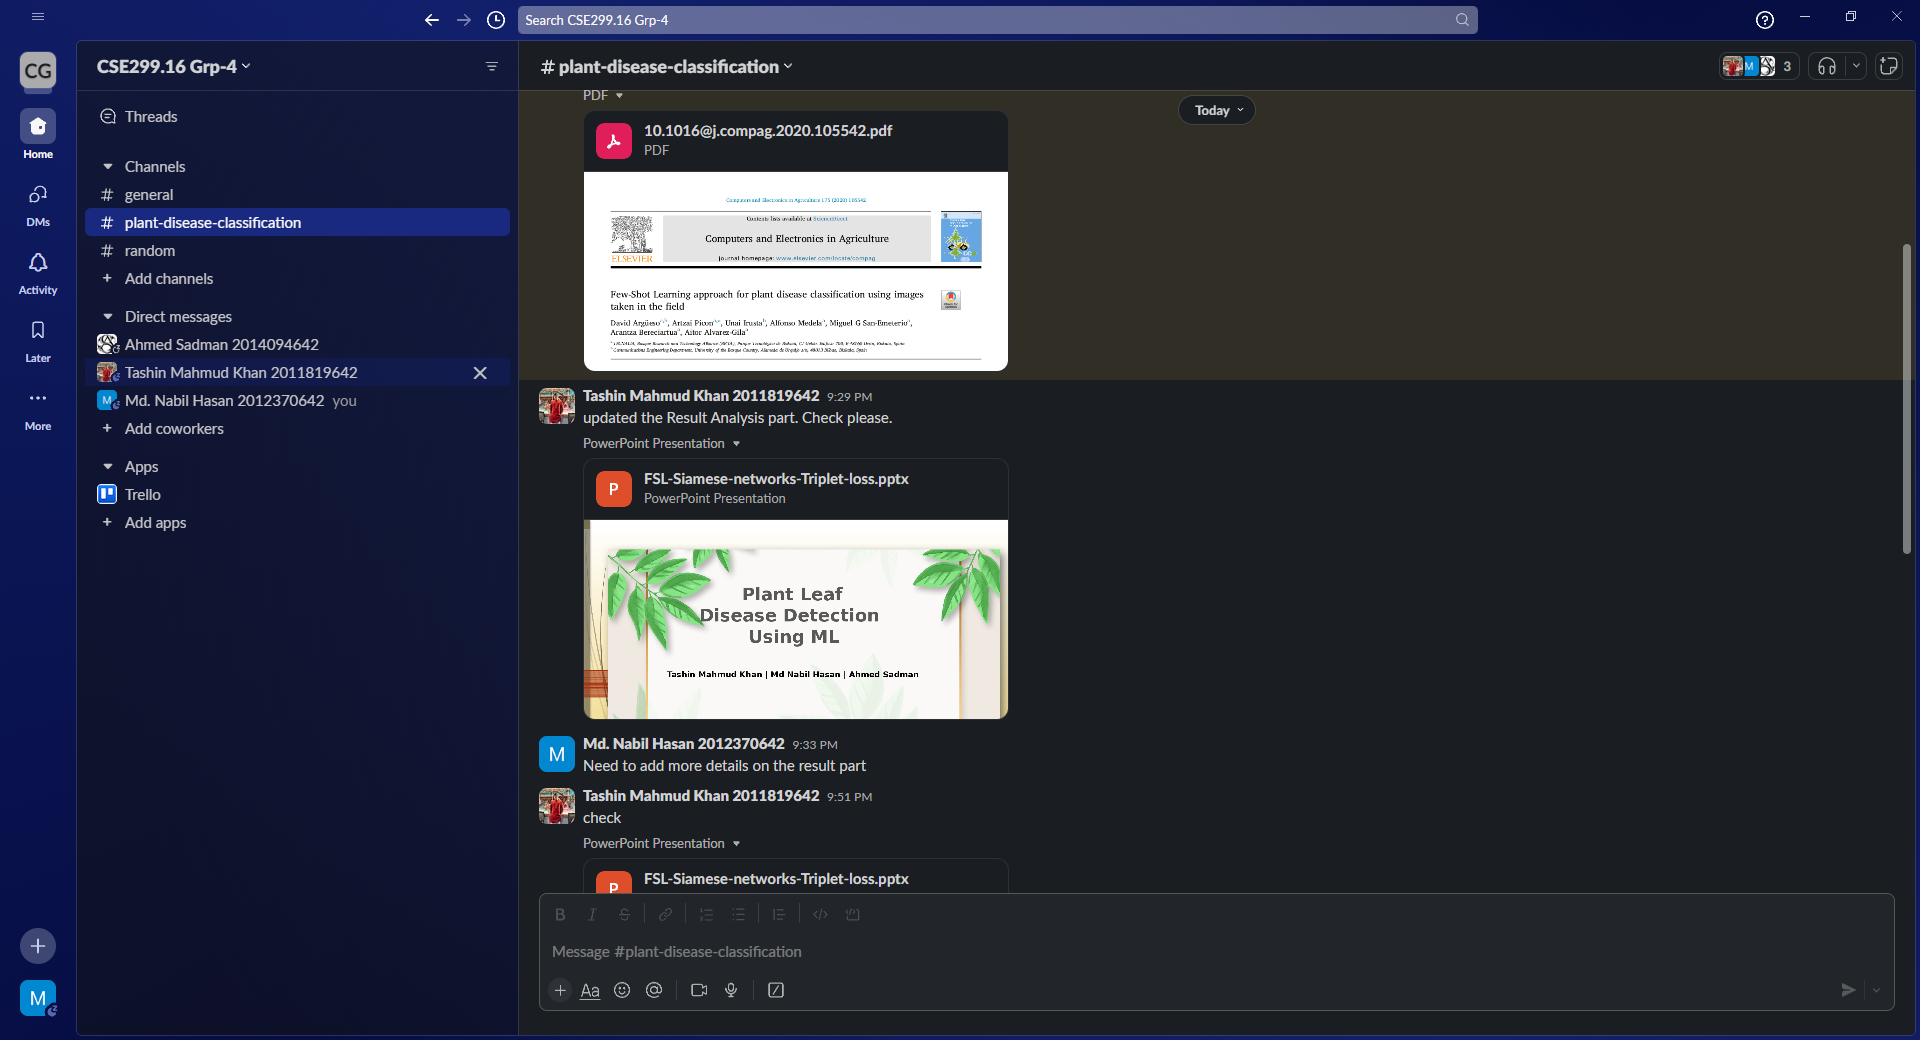 Search CSE299.16 Grp-4
CG
Home
DMs
Activity
Later
More
M
CSE299.16 Grp-4
Threads
Channels
# general
# plant-disease-classification
# random
+ Add channels
Direct messages
Ahmed Sadman 2014094642
Tashin Mahmud Khan 2011819642
M Md. Nabil Hasan 2012370642 you
+ Add coworkers
Apps
Trello
+ Add apps
# plant-disease-classification
M 3
Today
PDF
10.1016@j.compag.2020.105542.pdf
PDF
Computers and Electronics in Agriculture 175 (2020) 105542
Contents lists available at ScienceDirect
Computers and Electronics in Agriculture
journal homepage: www.elsevier.com/locate/compag
ELSEVIER
Few-Shot Learning approach for plant disease classification using images
taken in the field
David Argüeso, Artzai Picon, Unai Irusta, Alfonso Medela, Miguel G San-Emeterio,
Arantza Bereciartua, Aitor Alvarez-Gila
Tashin Mahmud Khan 2011819642 9:29 PM
updated the Result Analysis part. Check please.
PowerPoint Presentation
P
FSL-Siamese-networks-Triplet-loss.pptx
PowerPoint Presentation
Plant Leaf
Disease Detection
Using ML
Tashin Mahmud Khan | Md Nabil Hasan | Ahmed Sadman
M
Md. Nabil Hasan 2012370642 9:33 PM
Need to add more details on the result part
Tashin Mahmud Khan 2011819642 9:51 PM
check
PowerPoint Presentation
P
FSL-Siamese-networks-Triplet-loss.pptx
B I S
Message #plant-disease-classification
+ Aa @